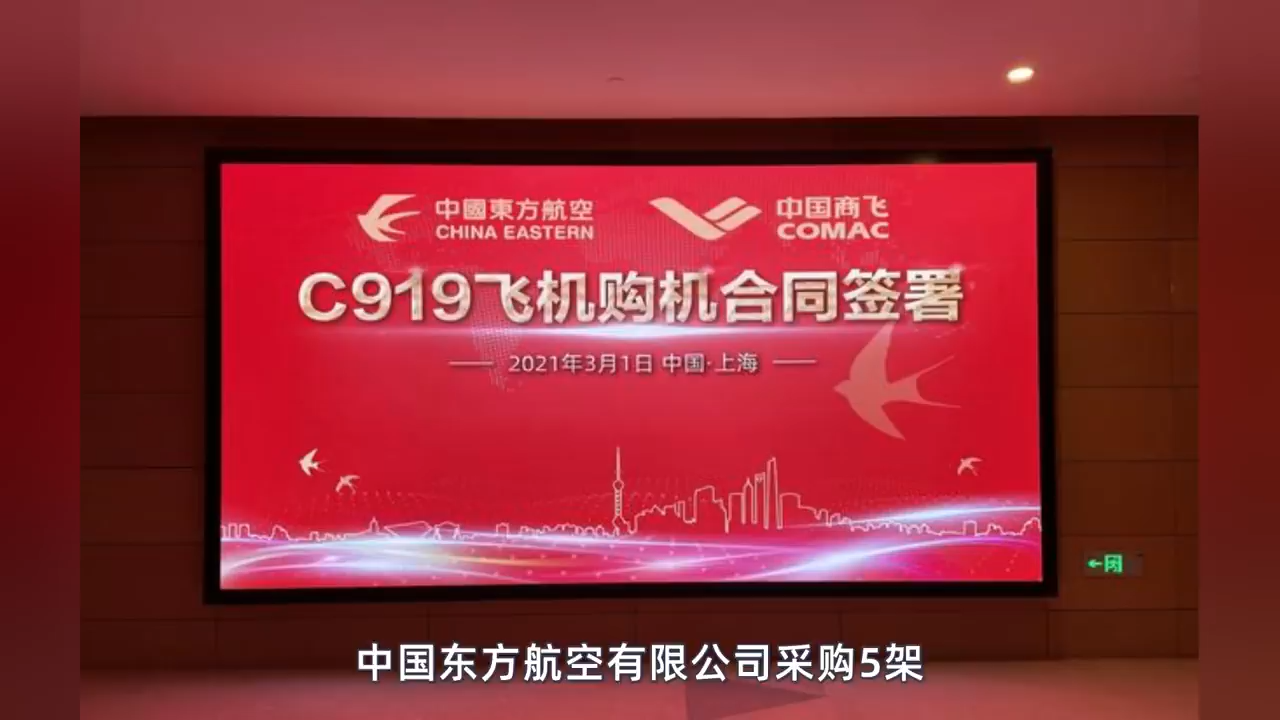 中國東方航空
CHINA EASTERN
中国商飞
COMAC
C919飞机购机合同签署
2021年3月1日 中国·上海
中国东方航空有限公司采购5架